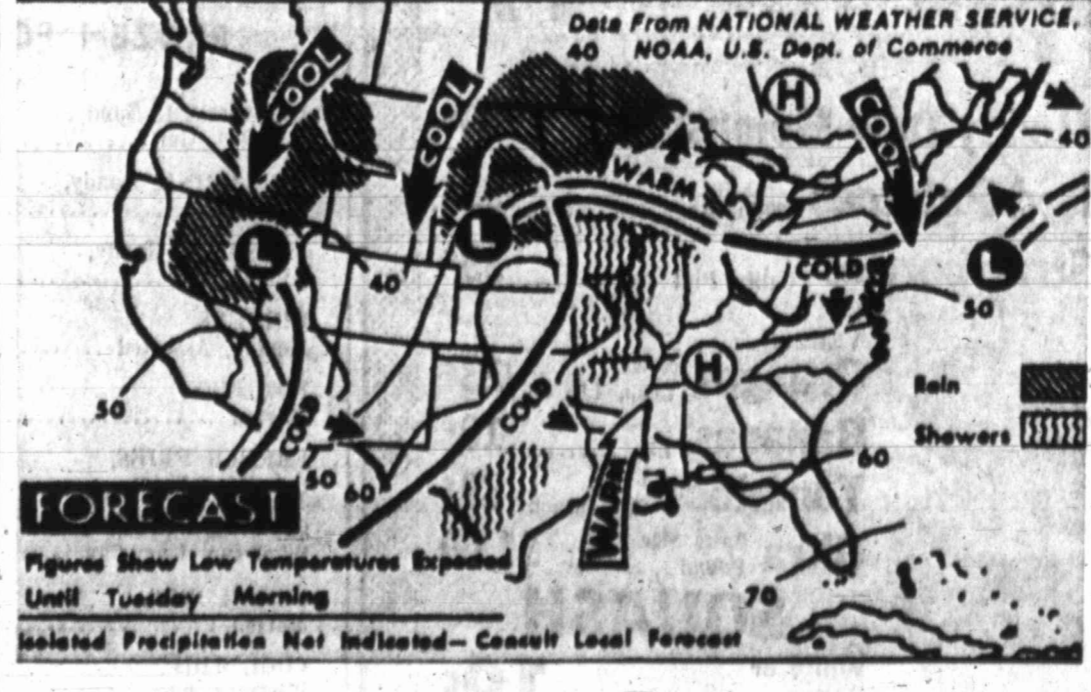 Data From NATIONAL WEATHER SERVICE,
40 NOAA, U.S. Dept. of Commerce
COOL
COOL
COOL
H
40
WARM
L
L
L
40
COLD
50
H
50
COLD
COLD
Rain
Showers
60
50
60
WARM
FORECAST
Figures Show Low Temperatures Expected
Until Tuesday Morning
70
Isolated Precipitation Not Indicated— Consult Local Forecast